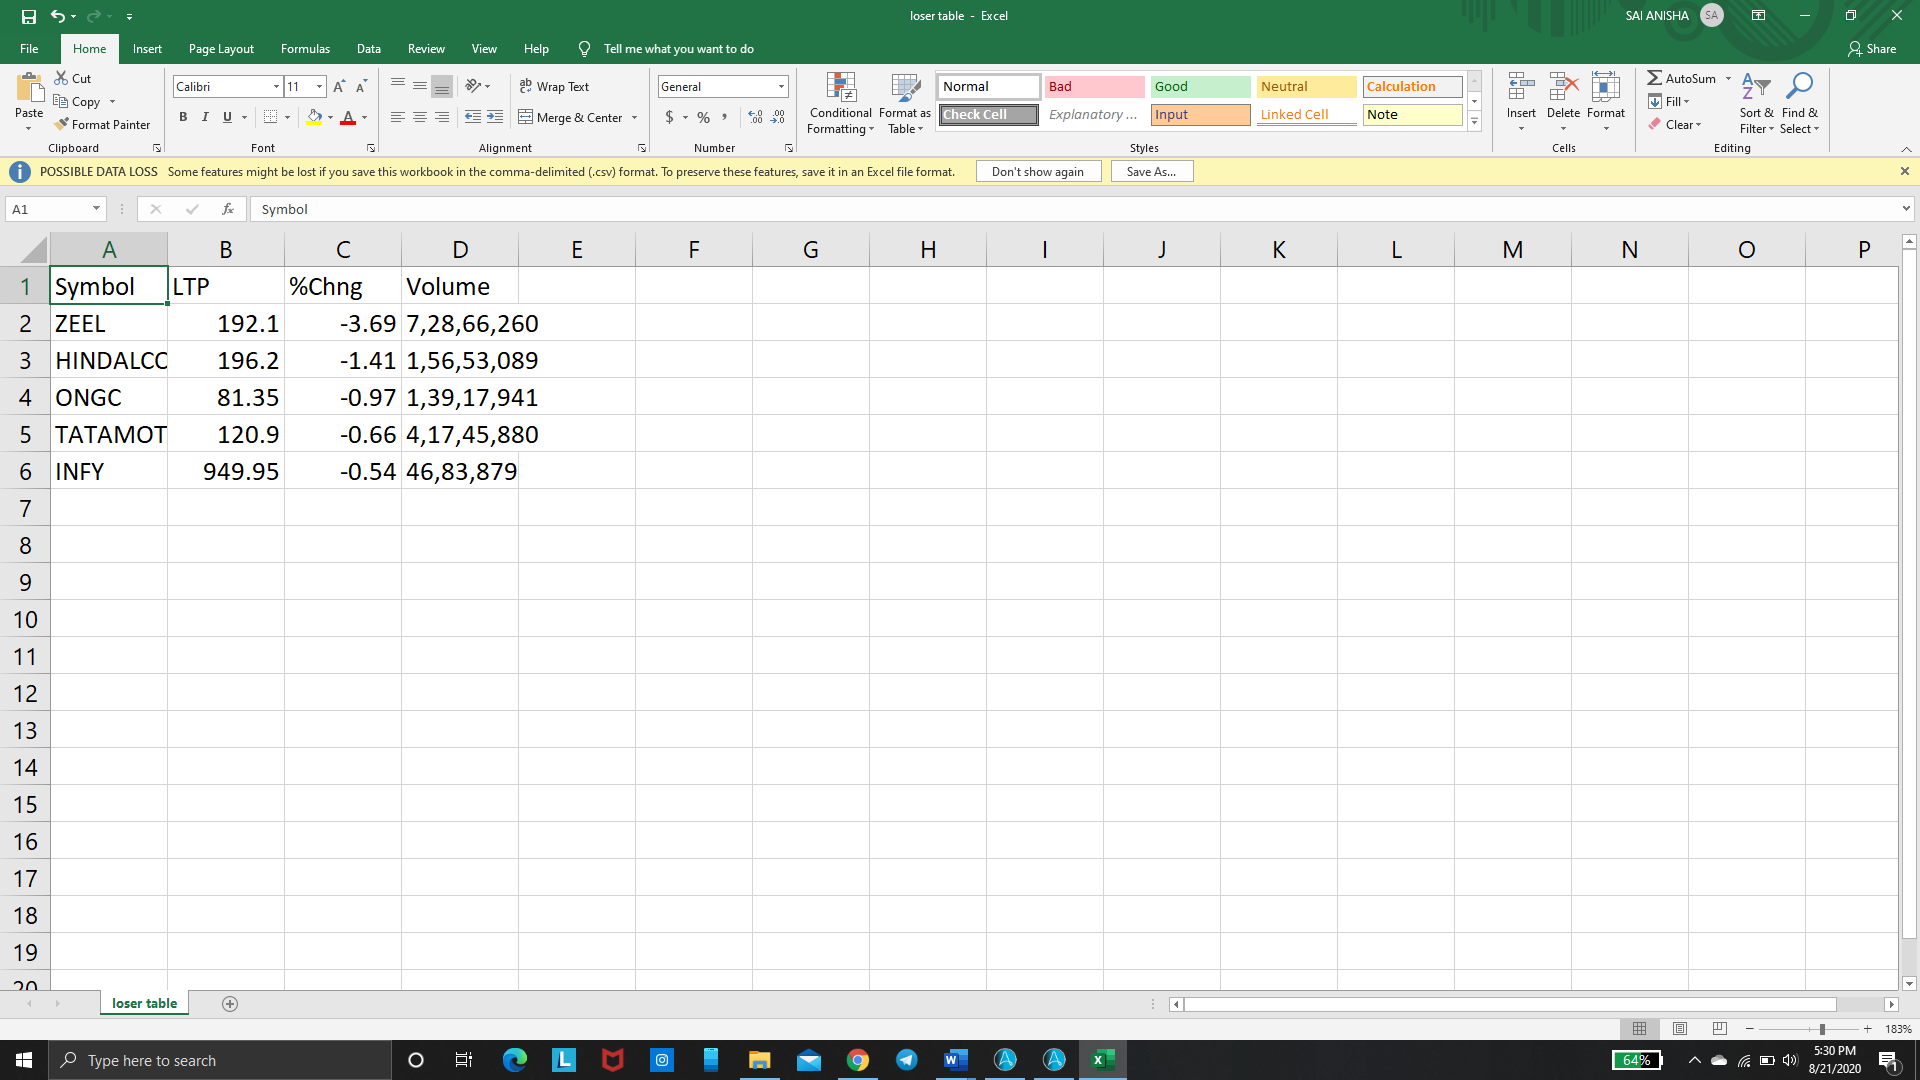 loser table - Excel
SAI ANISHA SA
File Home Insert Page Layout Formulas Data Review View Help Tell me what you want to do Share
Paste Cut Copy Format Painter Clipboard
Calibri 11 A A B I U A Font
Wrap Text Merge & Center Alignment
General $ % , Number
Conditional Formatting Format as Table
Normal Bad Good Neutral Calculation
Check Cell Explanatory ... Input Linked Cell Note
Styles
Insert Delete Format Cells
AutoSum Fill Clear Sort & Filter Find & Select Editing
POSSIBLE DATA LOSS Some features might be lost if you save this workbook in the comma-delimited (.csv) format. To preserve these features, save it in an Excel file format. Don't show again Save As...
A1 fx Symbol
A B C D E F G H I J K L M N O P
1 Symbol LTP %Chng Volume
2 ZEEL 192.1 -3.69 7,28,66,260
3 HINDALCO 196.2 -1.41 1,56,53,089
4 ONGC 81.35 -0.97 1,39,17,941
5 TATAMOT 120.9 -0.66 4,17,45,880
6 INFY 949.95 -0.54 46,83,879
7
8
9
10
11
12
13
14
15
16
17
18
19
20
loser table
183%
Type here to search
64%
5:30 PM
8/21/2020
1